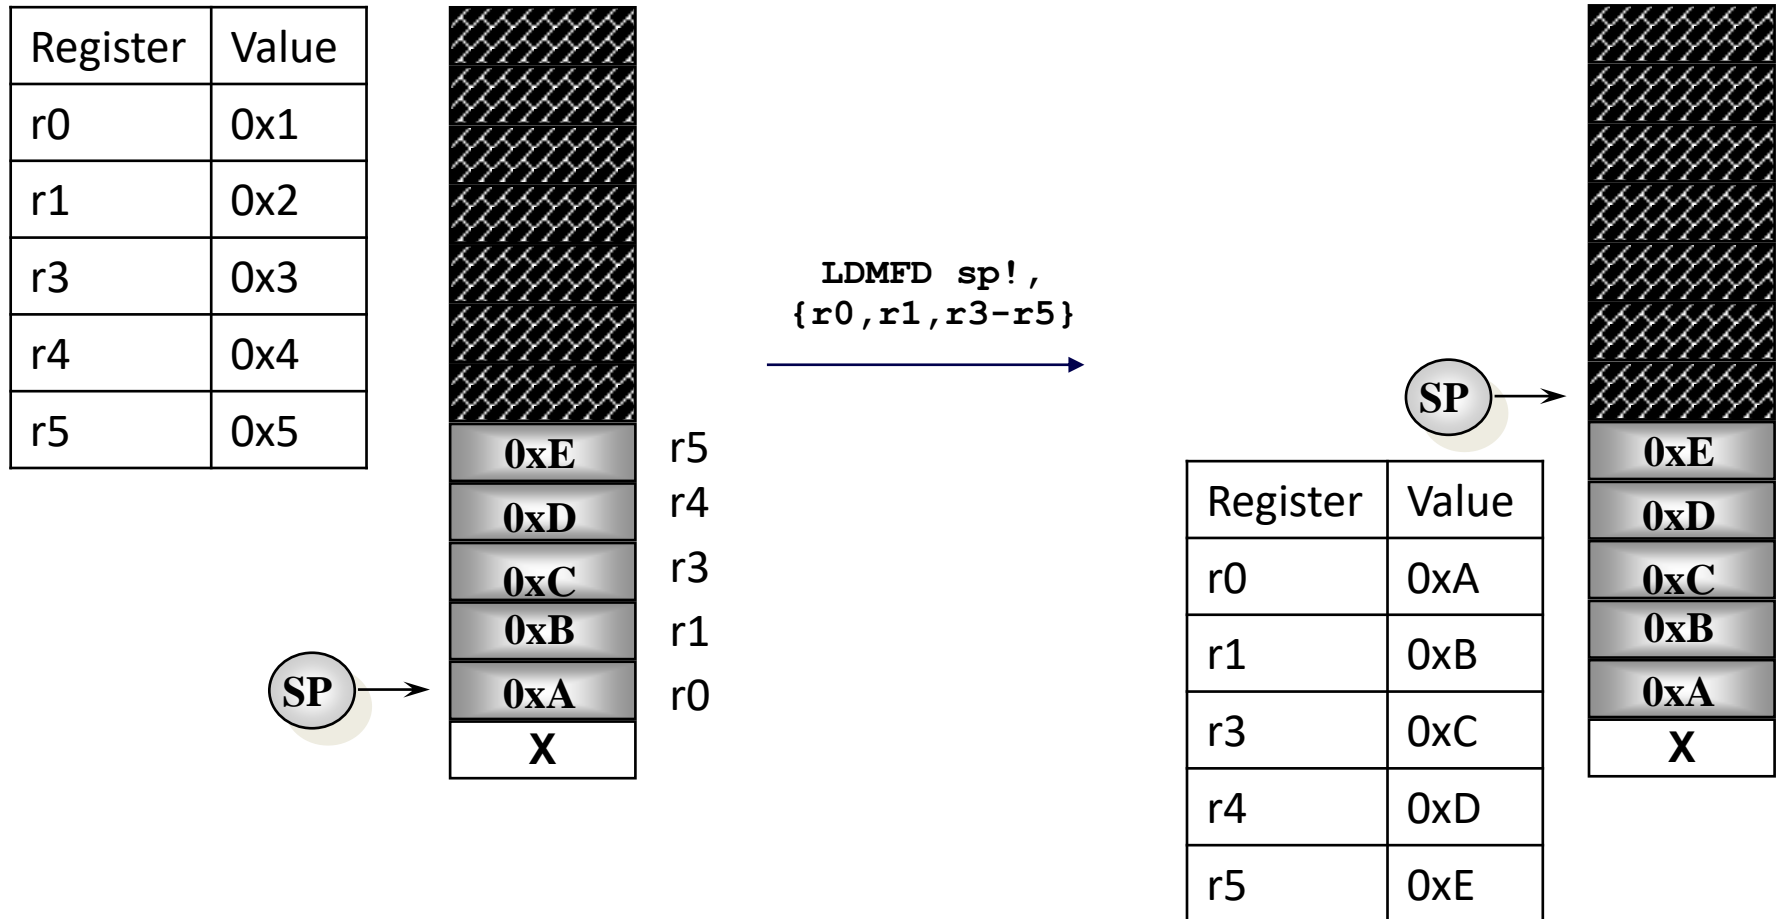 Register Value
r0 0x1
r1 0x2
r3 0x3
r4 0x4
r5 0x5
0xE r5
0xD r4
0xC r3
0xB r1
SP 0xA r0
X
LDMFD sp!,
{r0,r1,r3-r5}
SP
0xE
0xD
0xC
0xB
0xA
X
Register Value
r0 0xA
r1 0xB
r3 0xC
r4 0xD
r5 0xE